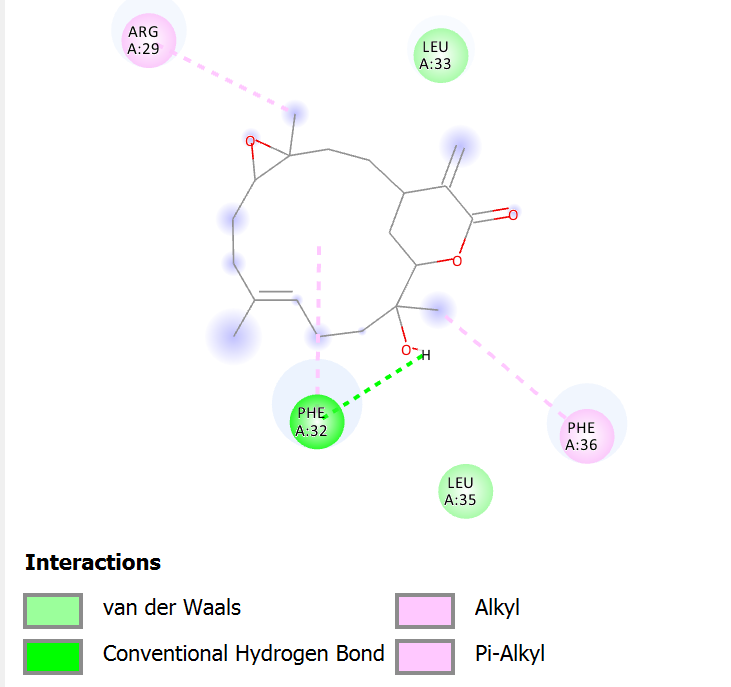 ARG
A:29
LEU
A:33
O
O
O
O
H
PHE
A:32
PHE
A:36
LEU
A:35
Interactions
van der Waals
Alkyl
Conventional Hydrogen Bond
Pi-Alkyl